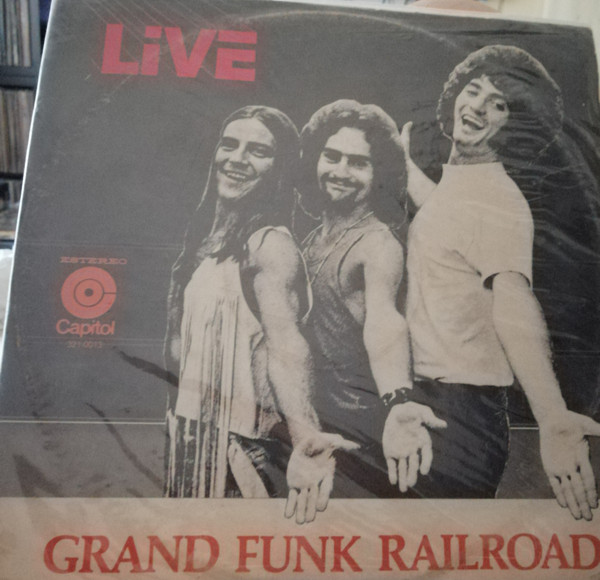 LiVE
ESTEREO
Capitol
GRAND FUNK RAILROAD